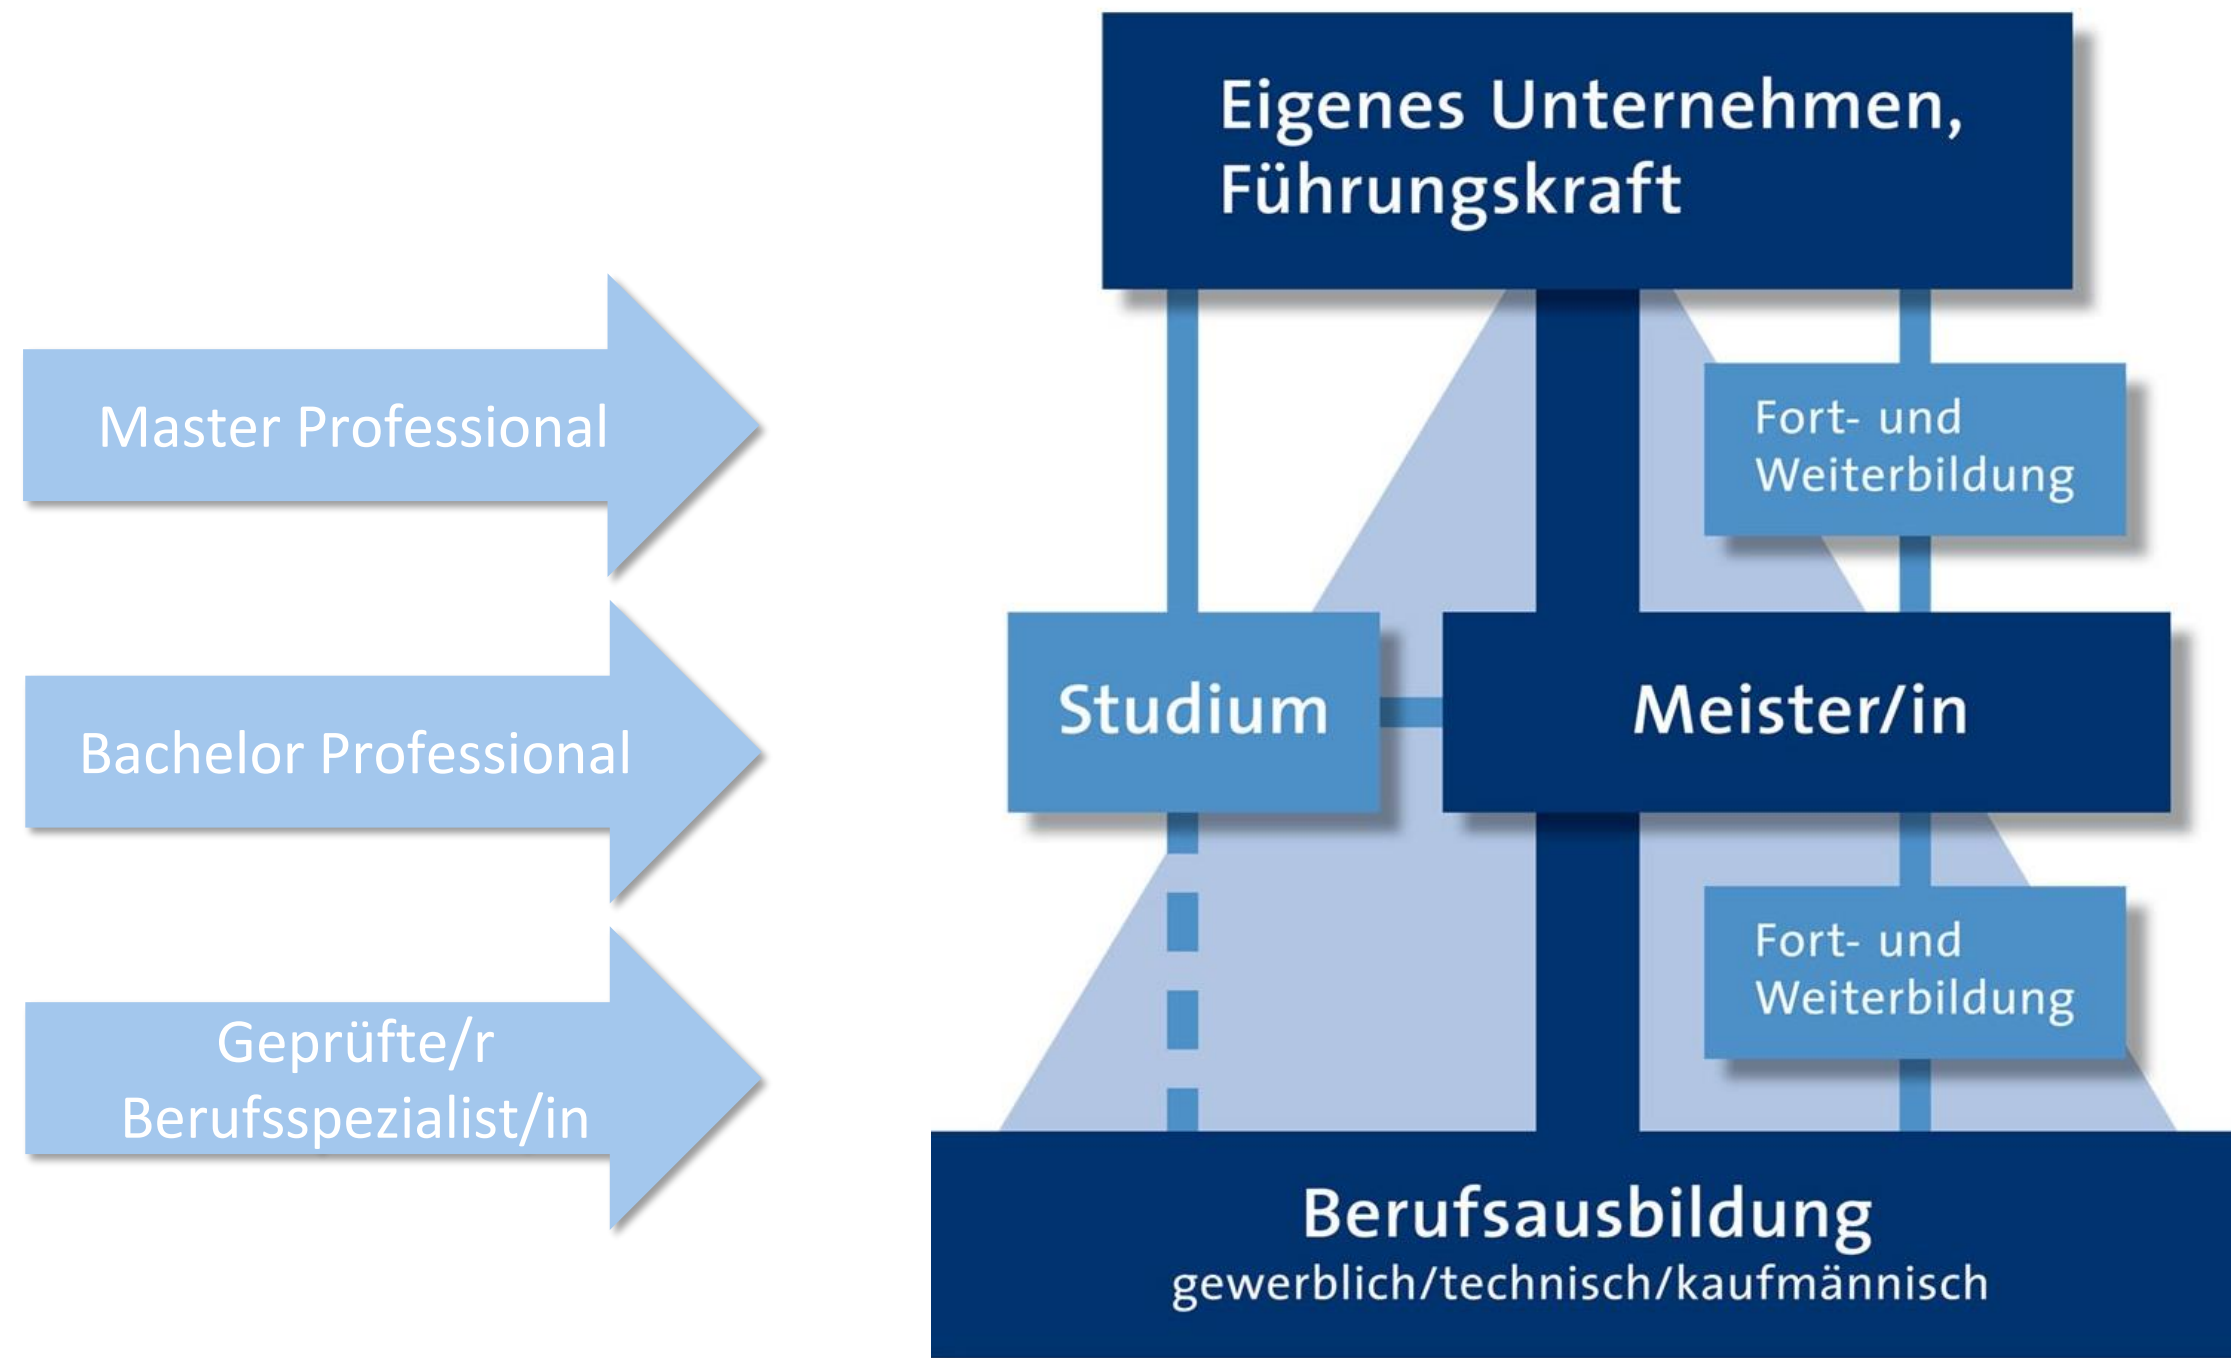 Eigenes Unternehmen,
Führungskraft
Master Professional
Fort- und
Weiterbildung
Bachelor Professional
Studium
Meister/in
Geprüfte/r
Berufsspezialist/in
Fort- und
Weiterbildung
Berufsausbildung
gewerblich/technisch/kaufmännisch